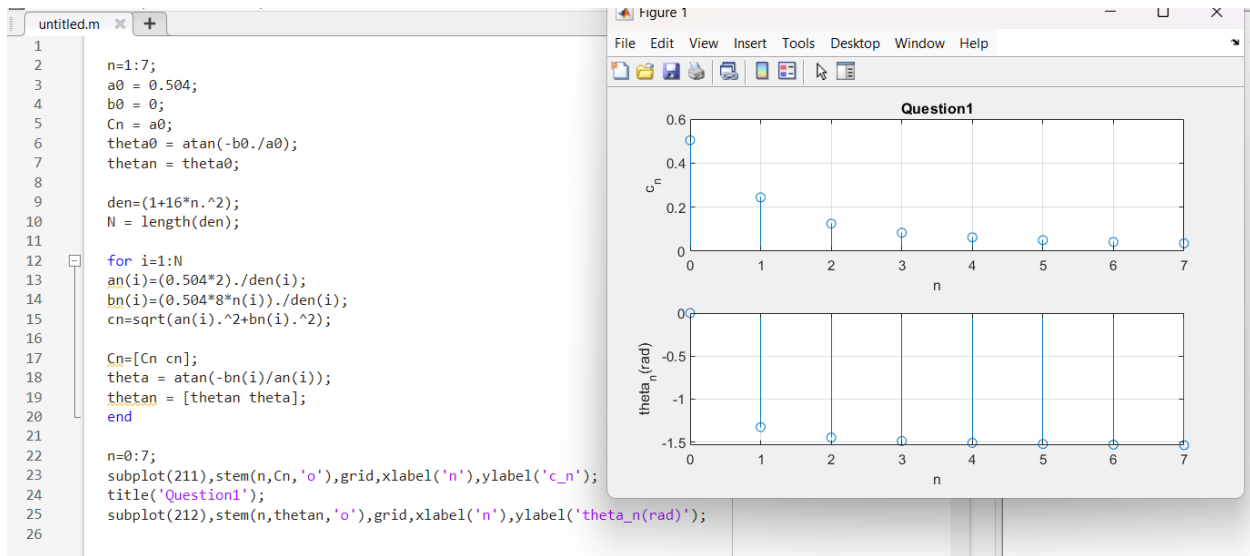 untitled.m
1
2 n=1:7;
3 a0 = 0.504;
4 b0 = 0;
5 Cn = a0;
6 theta0 = atan(-b0./a0);
7 thetan = theta0;
8
9 den=(1+16*n.^2);
10 N = length(den);
11
12 for i=1:N
13 an(i)=(0.504*2)./den(i);
14 bn(i)=(0.504*8*n(i))./den(i);
15 cn=sqrt(an(i).^2+bn(i).^2);
16
17 Cn=[Cn cn];
18 theta = atan(-bn(i)/an(i));
19 thetan = [thetan theta];
20 end
21
22 n=0:7;
23 subplot(211),stem(n,Cn,'o'),grid,xlabel('n'),ylabel('c_n');
24 title('Question1');
25 subplot(212),stem(n,thetan,'o'),grid,xlabel('n'),ylabel('theta_n(rad)');
26
Figure 1
File Edit View Insert Tools Desktop Window Help
Question1
0.6
0.4
0.2
0
c_n
0 1 2 3 4 5 6 7
n
0
-0.5
-1
-1.5
theta_n(rad)
0 1 2 3 4 5 6 7
n